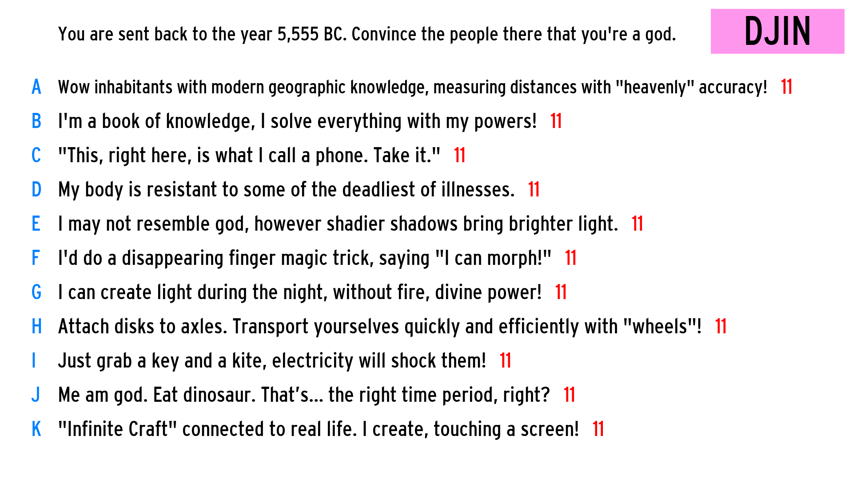 You are sent back to the year 5,555 BC. Convince the people there that you're a god.
DJIN
A Wow inhabitants with modern geographic knowledge, measuring distances with "heavenly" accuracy! 11
B I'm a book of knowledge, I solve everything with my powers! 11
C "This, right here, is what I call a phone. Take it." 11
D My body is resistant to some of the deadliest of illnesses. 11
E I may not resemble god, however shadier shadows bring brighter light. 11
F I'd do a disappearing finger magic trick, saying "I can morph!" 11
G I can create light during the night, without fire, divine power! 11
H Attach disks to axles. Transport yourselves quickly and efficiently with "wheels"! 11
I Just grab a key and a kite, electricity will shock them! 11
J Me am god. Eat dinosaur. That’s... the right time period, right? 11
K "Infinite Craft" connected to real life. I create, touching a screen! 11